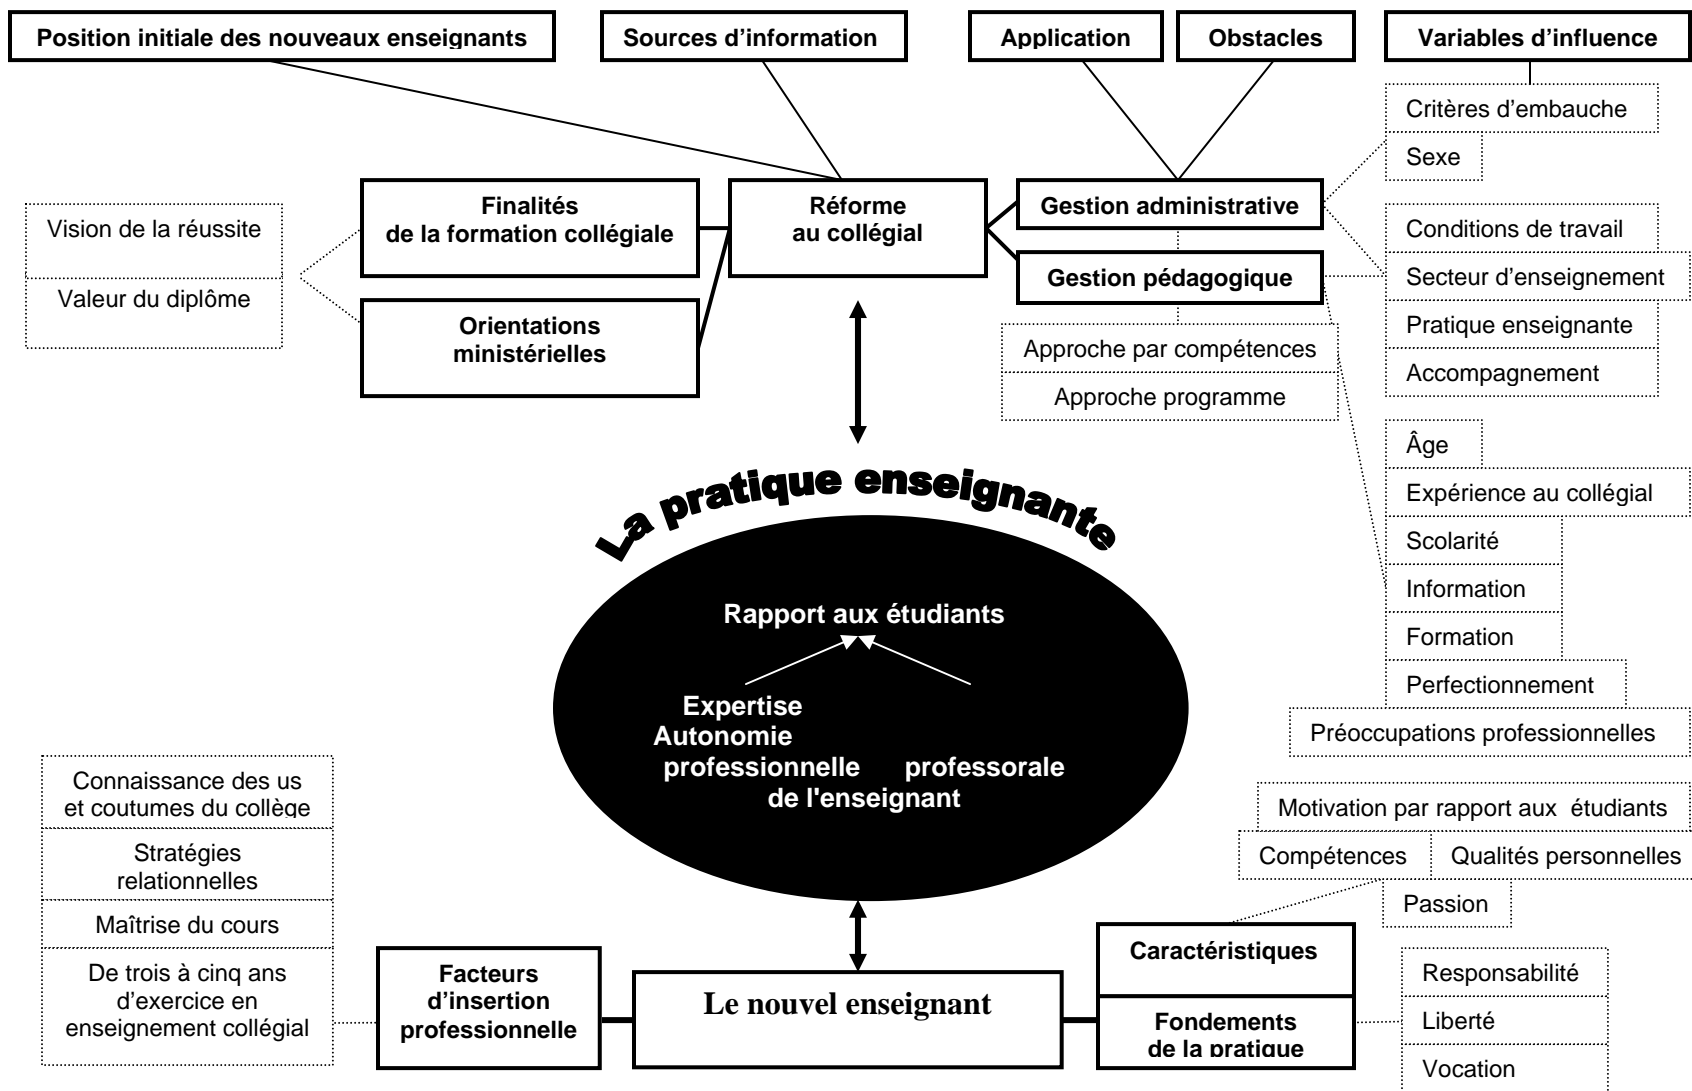 Position initiale des nouveaux enseignants
Sources d’information
Application
Obstacles
Variables d’influence
Critères d’embauche
Sexe
Finalités
de la formation collégiale
Réforme
au collégial
Gestion administrative
Vision de la réussite
Valeur du diplôme
Conditions de travail
Gestion pédagogique
Secteur d’enseignement
Orientations
ministérielles
Pratique enseignante
Approche par compétences
Accompagnement
Approche programme
Âge
La pratique enseignante
Expérience au collégial
Scolarité
Information
Formation
Perfectionnement
Préoccupations professionnelles
Rapport aux étudiants
Expertise
Autonomie
professionnelle professorale
de l'enseignant
Connaissance des us
et coutumes du collège
Stratégies
relationnelles
Maîtrise du cours
De trois à cinq ans
d’exercice en
enseignement collégial
Motivation par rapport aux étudiants
Compétences
Qualités personnelles
Passion
Facteurs
d’insertion
professionnelle
Le nouvel enseignant
Caractéristiques
Fondements
de la pratique
Responsabilité
Liberté
Vocation